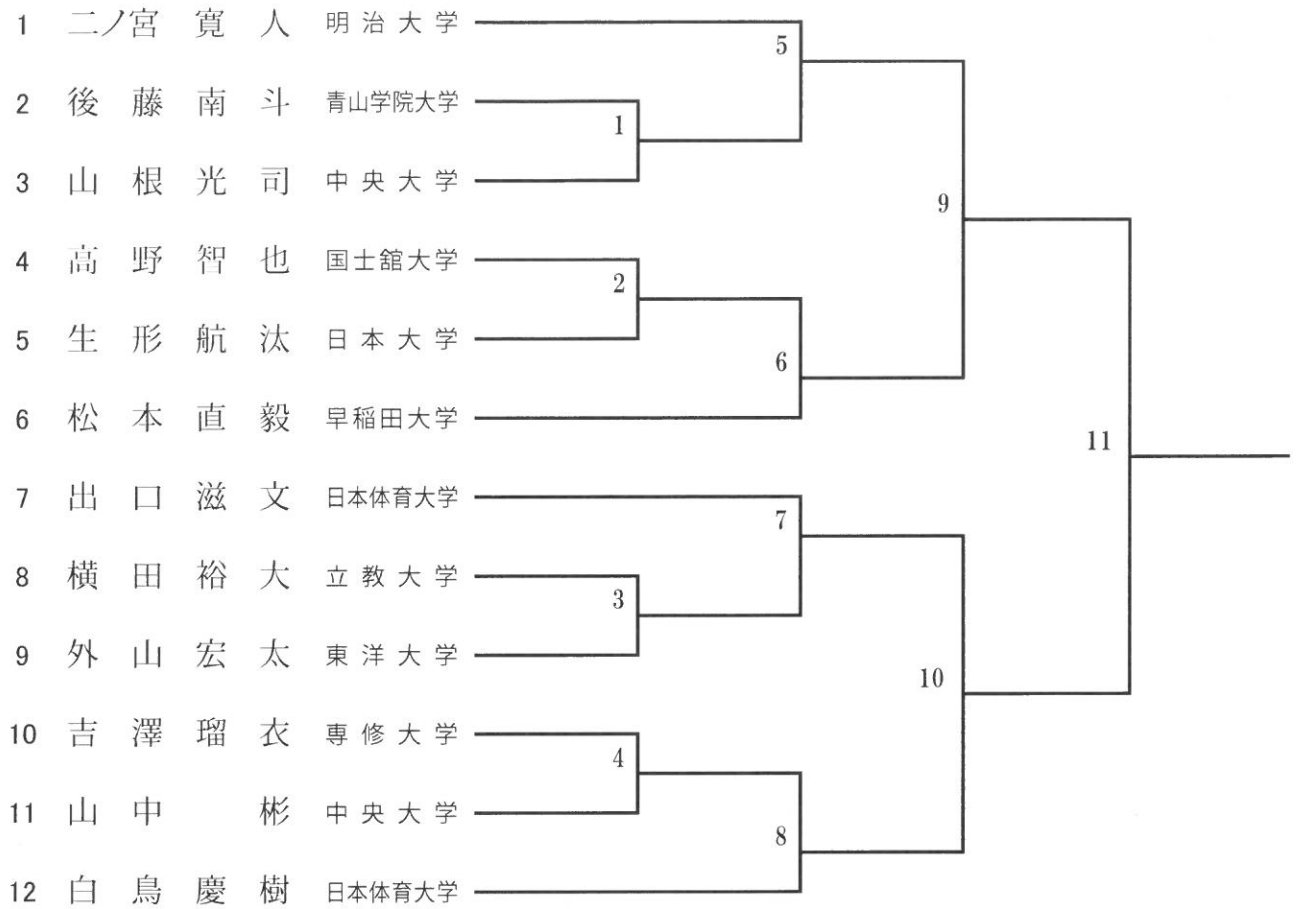 1 二ノ宮 寛 人 明治大学
5
2 後藤南斗 青山学院大学
1
3 山根光司 中央大学
9
4 高野智也 国士舘大学
2
5 生形航汰 日本大学
6
6 松本直毅 早稲田大学
11
7 出口滋文 日本体育大学
7
8 横田裕大 立教大学
3
9 外山宏太 東洋大学
10
10 吉澤瑠衣 専修大学
4
11 山中 彬 中央大学
8
12 白鳥慶樹 日本体育大学